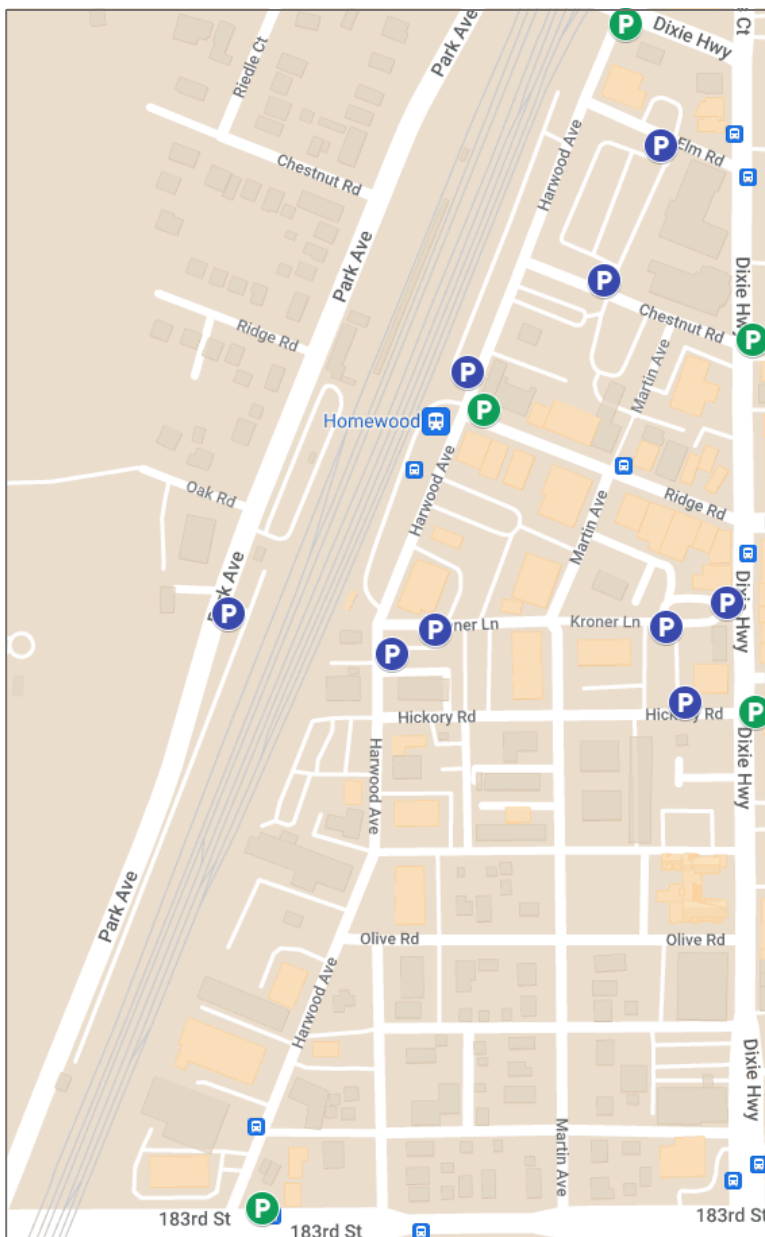 Ct
P
Dixie Hwy
Park Ave
Riedle Ct
P
Elm Rd
Harwood Ave
Chestnut Rd
Park Ave
P
Dixie Hwy
Chestnut Rd
P
Ridge Rd
Martin Ave
P
P
Homewood
Harwood Ave
Oak Rd
Ridge Rd
Martin Ave
Park Ave
P
P
Dixie Hwy
P
Kroner Ln
P
P
Hickory Rd
P
Hickory Rd
P
Dixie Hwy
Harwood Ave
Park Ave
Olive Rd
Olive Rd
Harwood Ave
Dixie Hwy
Martin Ave
P
183rd St
183rd St
183rd St